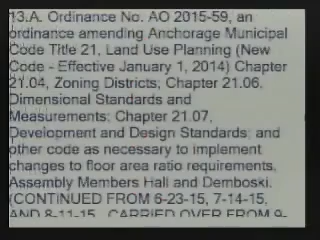 13.A. Ordinance No. AO 2015-59, an
ordinance amending Anchorage Municipal
Code Title 21, Land Use Planning (New
Code - Effective January 1, 2014) Chapter
21.04, Zoning Districts; Chapter 21.06,
Dimensional Standards and
Measurements; Chapter 21.07,
Development and Design Standards; and
other code as necessary to implement
changes to floor area ratio requirements,
Assembly Members Hall and Demboski.
(CONTINUED FROM 6-23-15, 7-14-15,
AND 8-11-15. CARRIED OVER FROM 9-